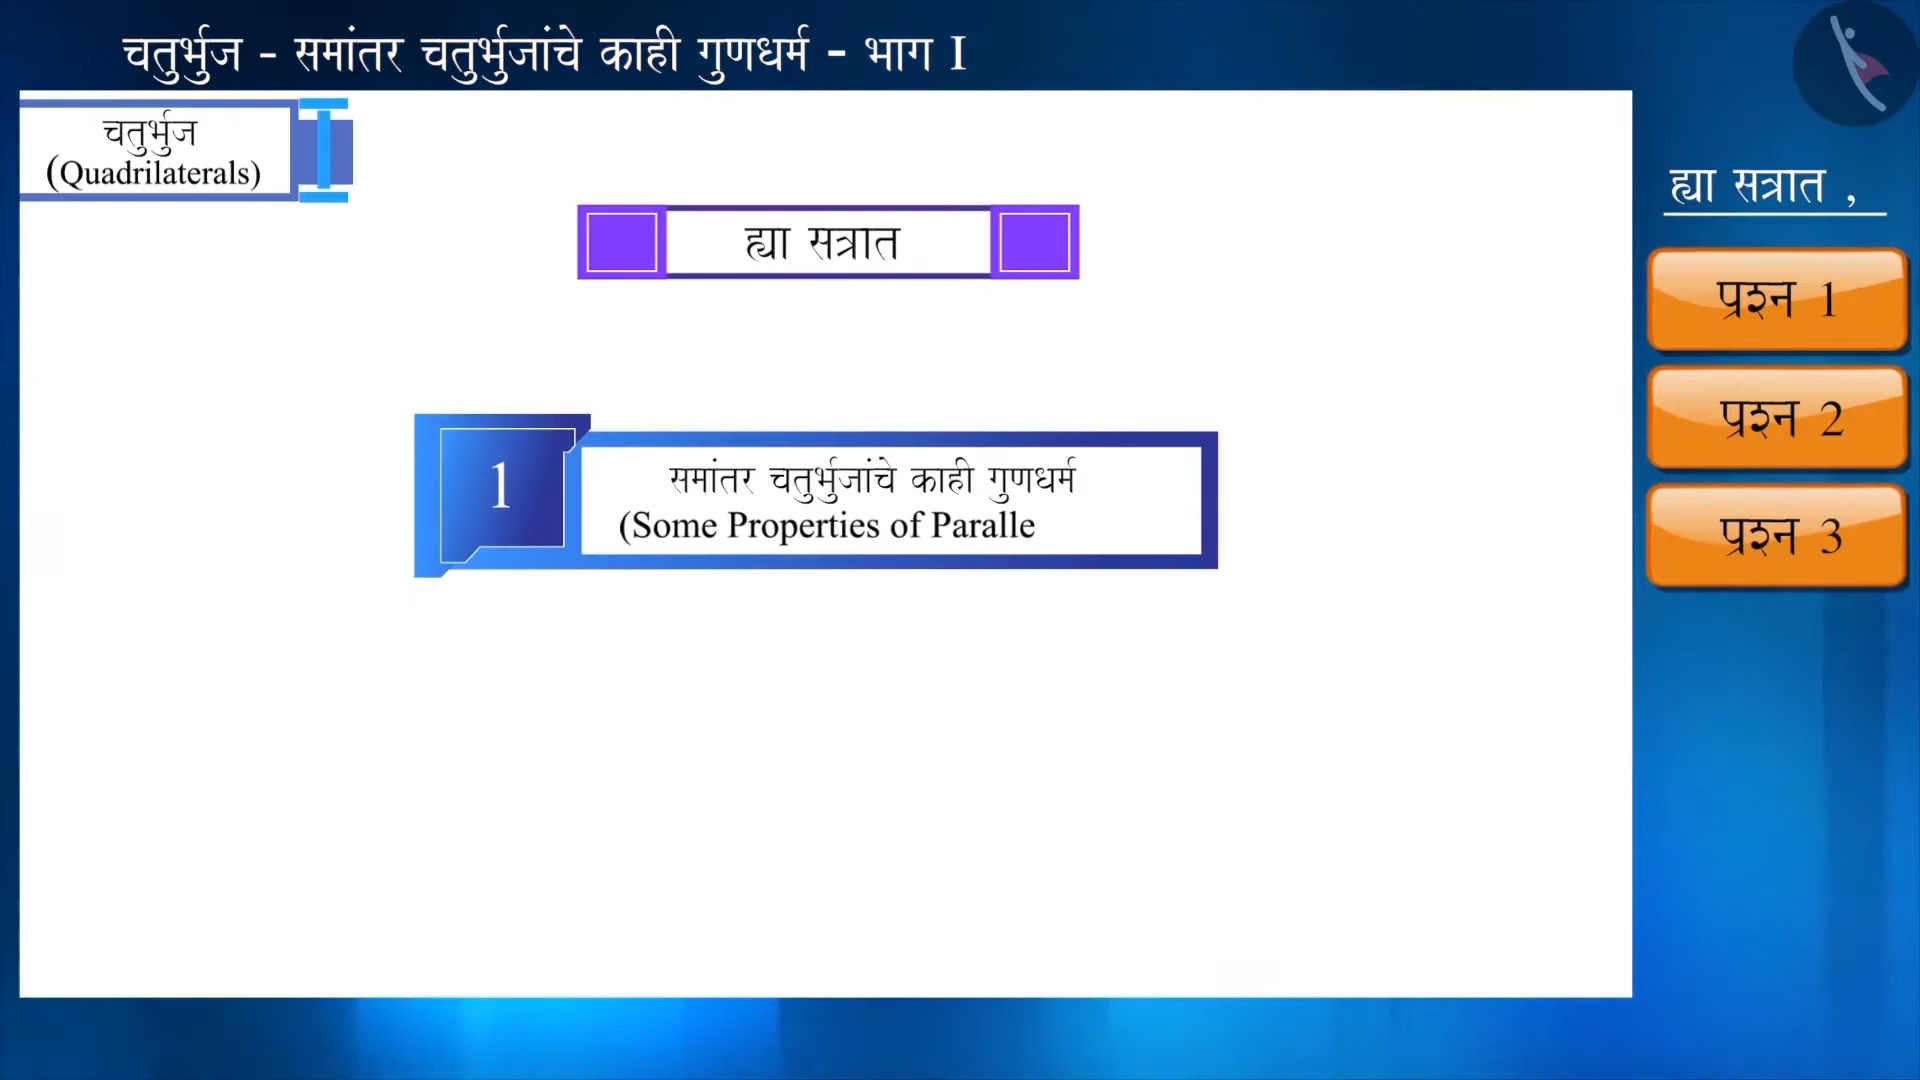 चतुर्भुज - समांतर चतुर्भुजांचे काही गुणधर्म - भाग I
चतुर्भुज
(Quadrilaterals)
ह्या सत्रात
1
समांतर चतुर्भुजांचे काही गुणधर्म
(Some Properties of Paralle
ह्या सत्रात ,
प्रश्न 1
प्रश्न 2
प्रश्न 3